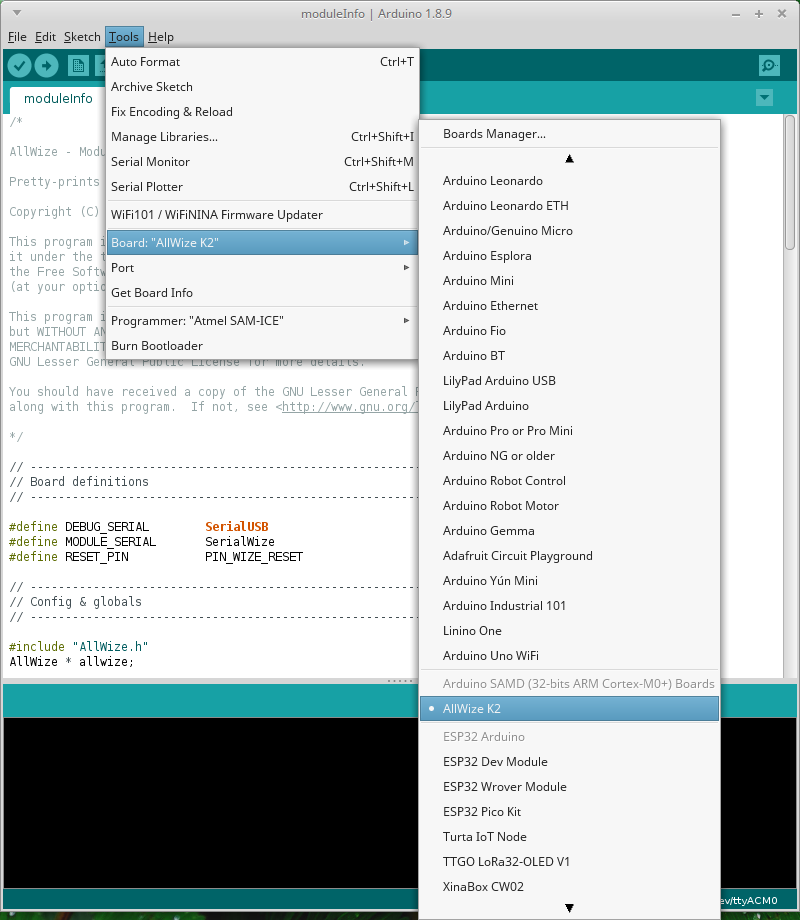 moduleInfo | Arduino 1.8.9
File Edit Sketch Tools Help
moduleInfo
Auto Format Ctrl+T
Archive Sketch
Fix Encoding & Reload
Manage Libraries... Ctrl+Shift+I
Serial Monitor Ctrl+Shift+M
Serial Plotter Ctrl+Shift+L
WiFi101 / WiFiNINA Firmware Updater
Board: "AllWize K2"
Port
Get Board Info
Programmer: "Atmel SAM-ICE"
Burn Bootloader
Boards Manager...
Arduino Leonardo
Arduino Leonardo ETH
Arduino/Genuino Micro
Arduino Esplora
Arduino Mini
Arduino Ethernet
Arduino Fio
Arduino BT
LilyPad Arduino USB
LilyPad Arduino
Arduino Pro or Pro Mini
Arduino NG or older
Arduino Robot Control
Arduino Robot Motor
Arduino Gemma
Adafruit Circuit Playground
Arduino Yún Mini
Arduino Industrial 101
Linino One
Arduino Uno WiFi
Arduino SAMD (32-bits ARM Cortex-M0+) Boards
AllWize K2
ESP32 Arduino
ESP32 Dev Module
ESP32 Wrover Module
ESP32 Pico Kit
Turta IoT Node
TTGO LoRa32-OLED V1
XinaBox CW02
/*
AllWize - Modu
Pretty-prints
Copyright (C)
This program i
it under the t
the Free Softw
(at your optio
This program i
but WITHOUT AN
MERCHANTABILIT
GNU Lesser General Public License for more details.
You should have received a copy of the GNU Lesser General
along with this program.  If not, see <http://www.gnu.org/
*/
// --------------------------------------------------------
// Board definitions
// --------------------------------------------------------
#define DEBUG_SERIAL        SerialUSB
#define MODULE_SERIAL       SerialWize
#define RESET_PIN           PIN_WIZE_RESET
// --------------------------------------------------------
// Config & globals
// --------------------------------------------------------
#include "AllWize.h"
AllWize * allwize;
ev/ttyACM0